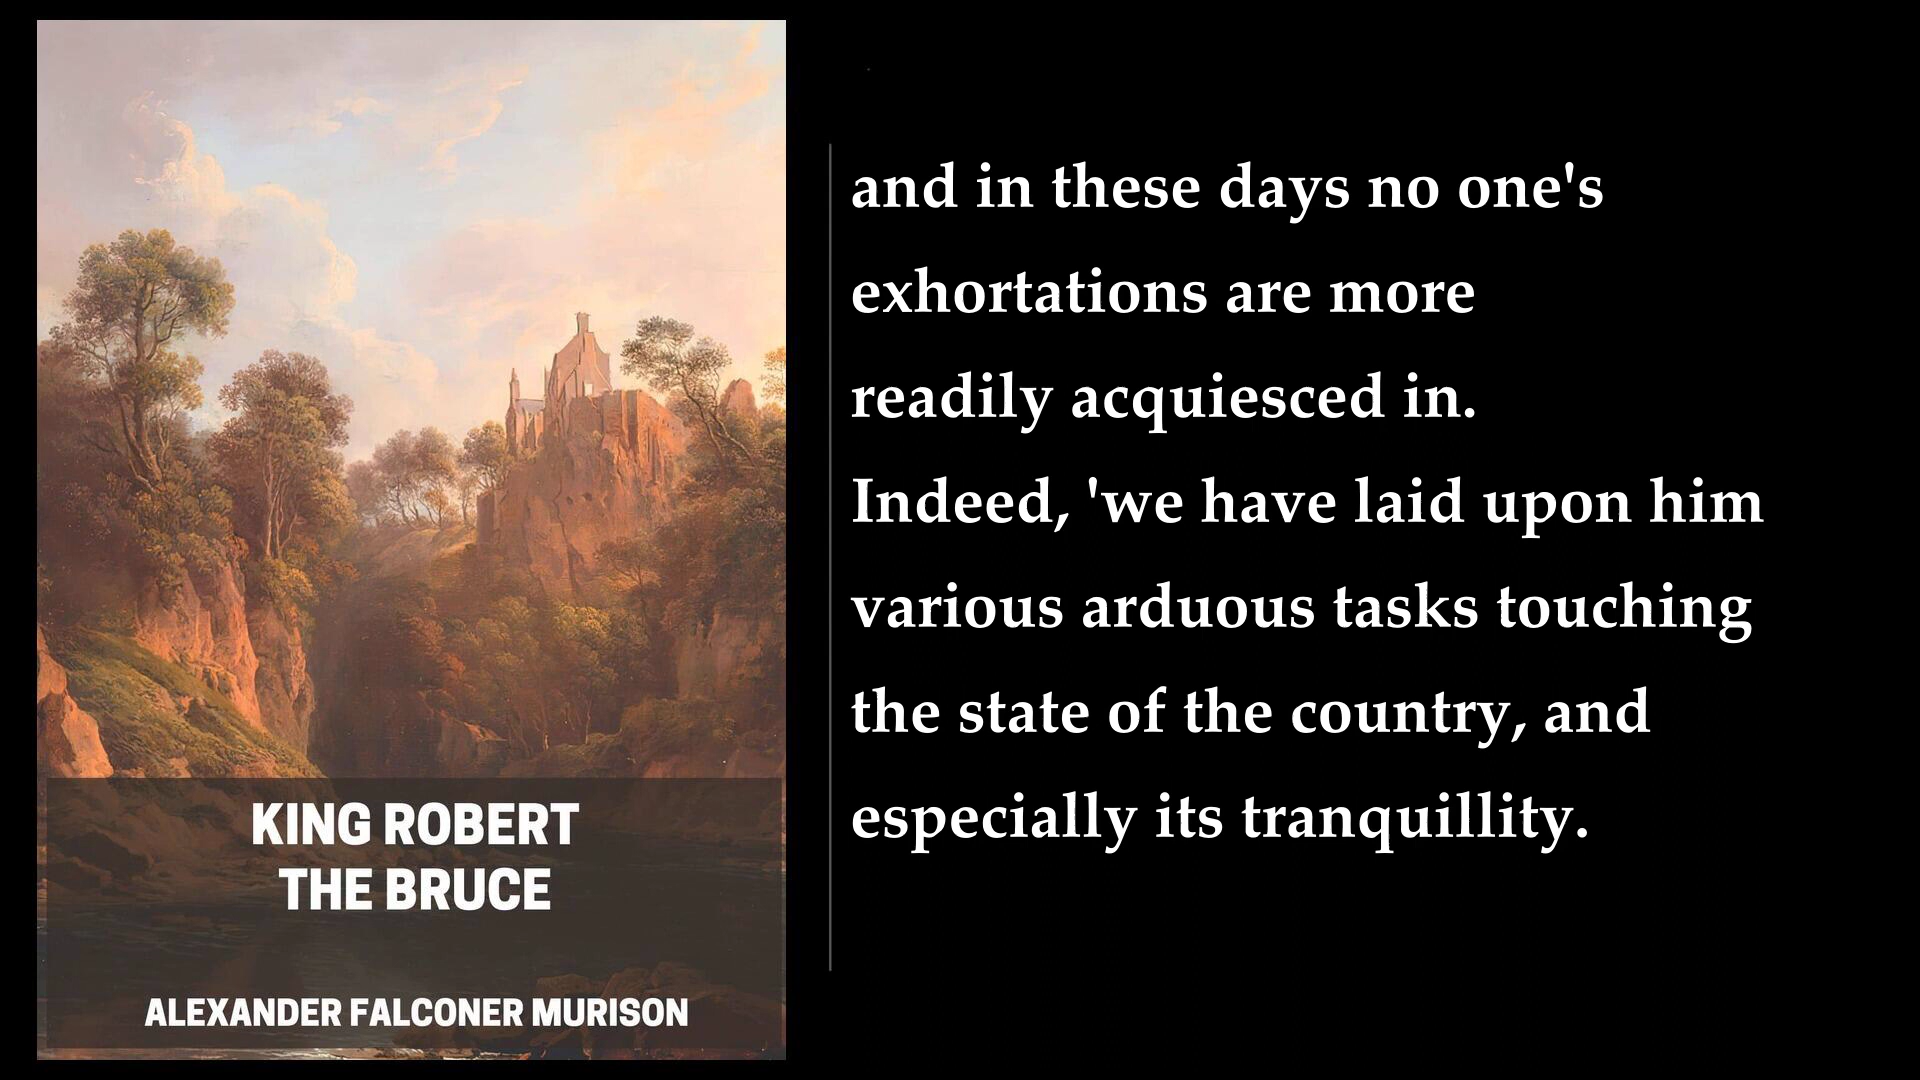 KING ROBERT
THE BRUCE
ALEXANDER FALCONER MURISON
and in these days no one's
exhortations are more
readily acquiesced in.
Indeed, 'we have laid upon him
various arduous tasks touching
the state of the country, and
especially its tranquillity.